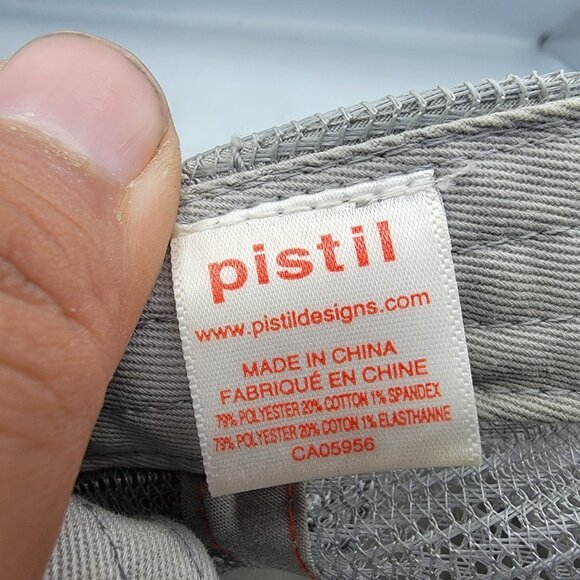 pistil
www.pistildesigns.com
MADE IN CHINA
FABRIQUÉ EN CHINE
79% POLYESTER 20% COTTON 1% SPANDEX
79% POLYESTER 20% COTON 1% ELASTHANNE
CA05956